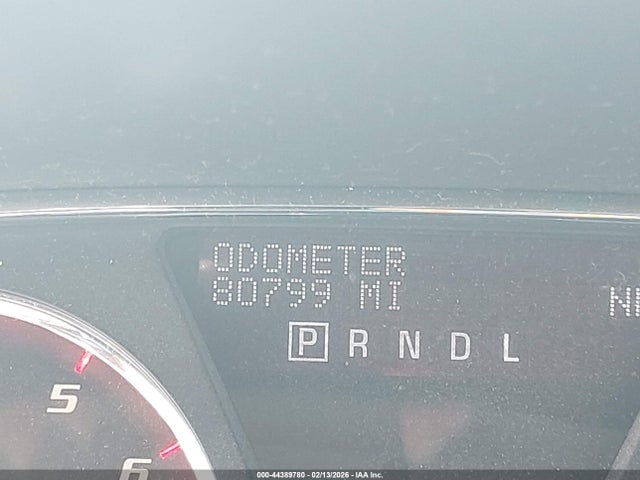 ODOMETER
80799 MI
P R N D L
5
6
000-44389780 - 02/13/2026 - IAA Inc.